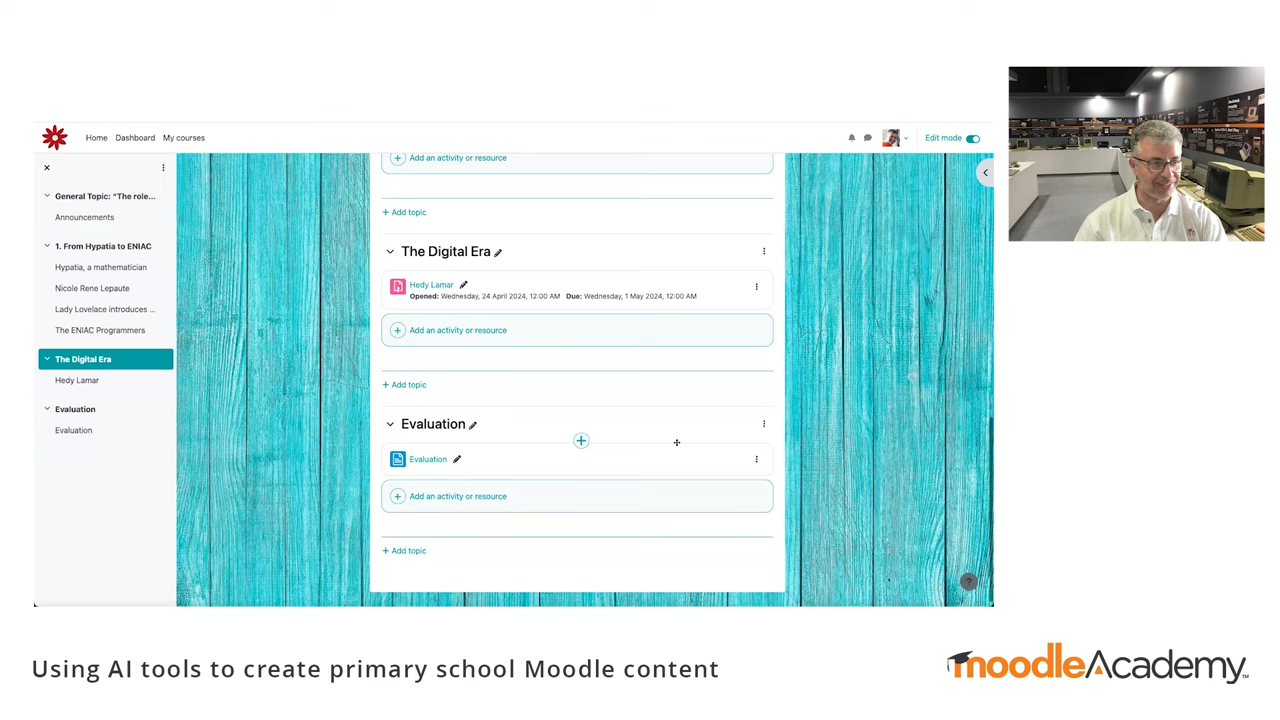 Home Dashboard My courses
Edit mode
General Topic: “The role...
Announcements
1. From Hypatia to ENIAC
Hypatia, a mathematician
Nicole Rene Lepaute
Lady Lovelace introduces ...
The ENIAC Programmers
The Digital Era
Hedy Lamar
Evaluation
Evaluation
Add an activity or resource
+ Add topic
The Digital Era
Hedy Lamar
Opened: Wednesday, 24 April 2024, 12:00 AM Due: Wednesday, 1 May 2024, 12:00 AM
Add an activity or resource
+ Add topic
Evaluation
Evaluation
Add an activity or resource
+ Add topic
?
Using AI tools to create primary school Moodle content
moodleAcademy™